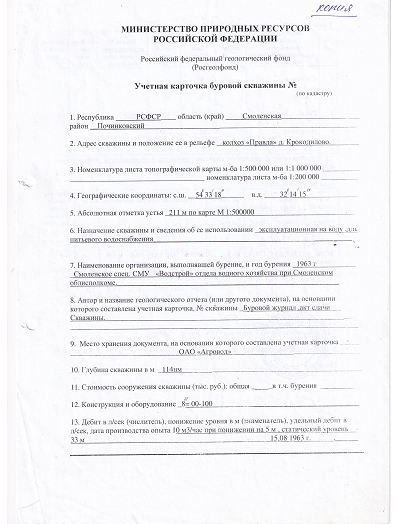 копия
МИНИСТЕРСТВО ПРИРОДНЫХ РЕСУРСОВ
РОССИЙСКОЙ ФЕДЕРАЦИИ
Российский федеральный геологический фонд
(Росгеолфонд)
Учетная карточка буровой скважины №
(по кадастру)
1. Республика РСФСР область (край) Смоленская
район Починковский
2. Адрес скважины и положение ее в рельефе колхоз «Правда» д. Крокодилово.
3. Номенклатура листа топографической карты м-ба 1:500 000 или 1:1 000 000
номенклатура листа м-ба 1:200 000
4. Географические координаты: с.ш. 54° 33' 18" в.д. 32° 14' 15"
5. Абсолютная отметка устья 211 м по карте М 1:500000
6. Назначение скважины и сведения об ее использовании эксплуатационная на воду для
питьевого водоснабжения
7. Наименование организации, выполнившей бурение, и год бурения 1963 г
Смоленское спец. СМУ «Водстрой» отдела водного хозяйства при Смоленском
облисполкоме.
8. Автор и название геологического отчета (или другого документа), на основании
которого составлена учетная карточка, № скважины Буровой журнал ,акт сдачи
Скважины.
9. Место хранения документа, на основании которого составлена учетная карточка
ОАО «Агровод»
10. Глубина скважины в м 114пм
11. Стоимость сооружения скважины (тыс. руб.): общая в т.ч. бурения
12. Конструкция и оборудование 8"= 00-100
13. Дебит в л/сек (числитель), понижение уровня в м (знаменатель), удельный дебит в
л/сек, дата производства опыта 10 м3/час при понижении на 5 м , статический уровень
33 м 15.08 1963 г.